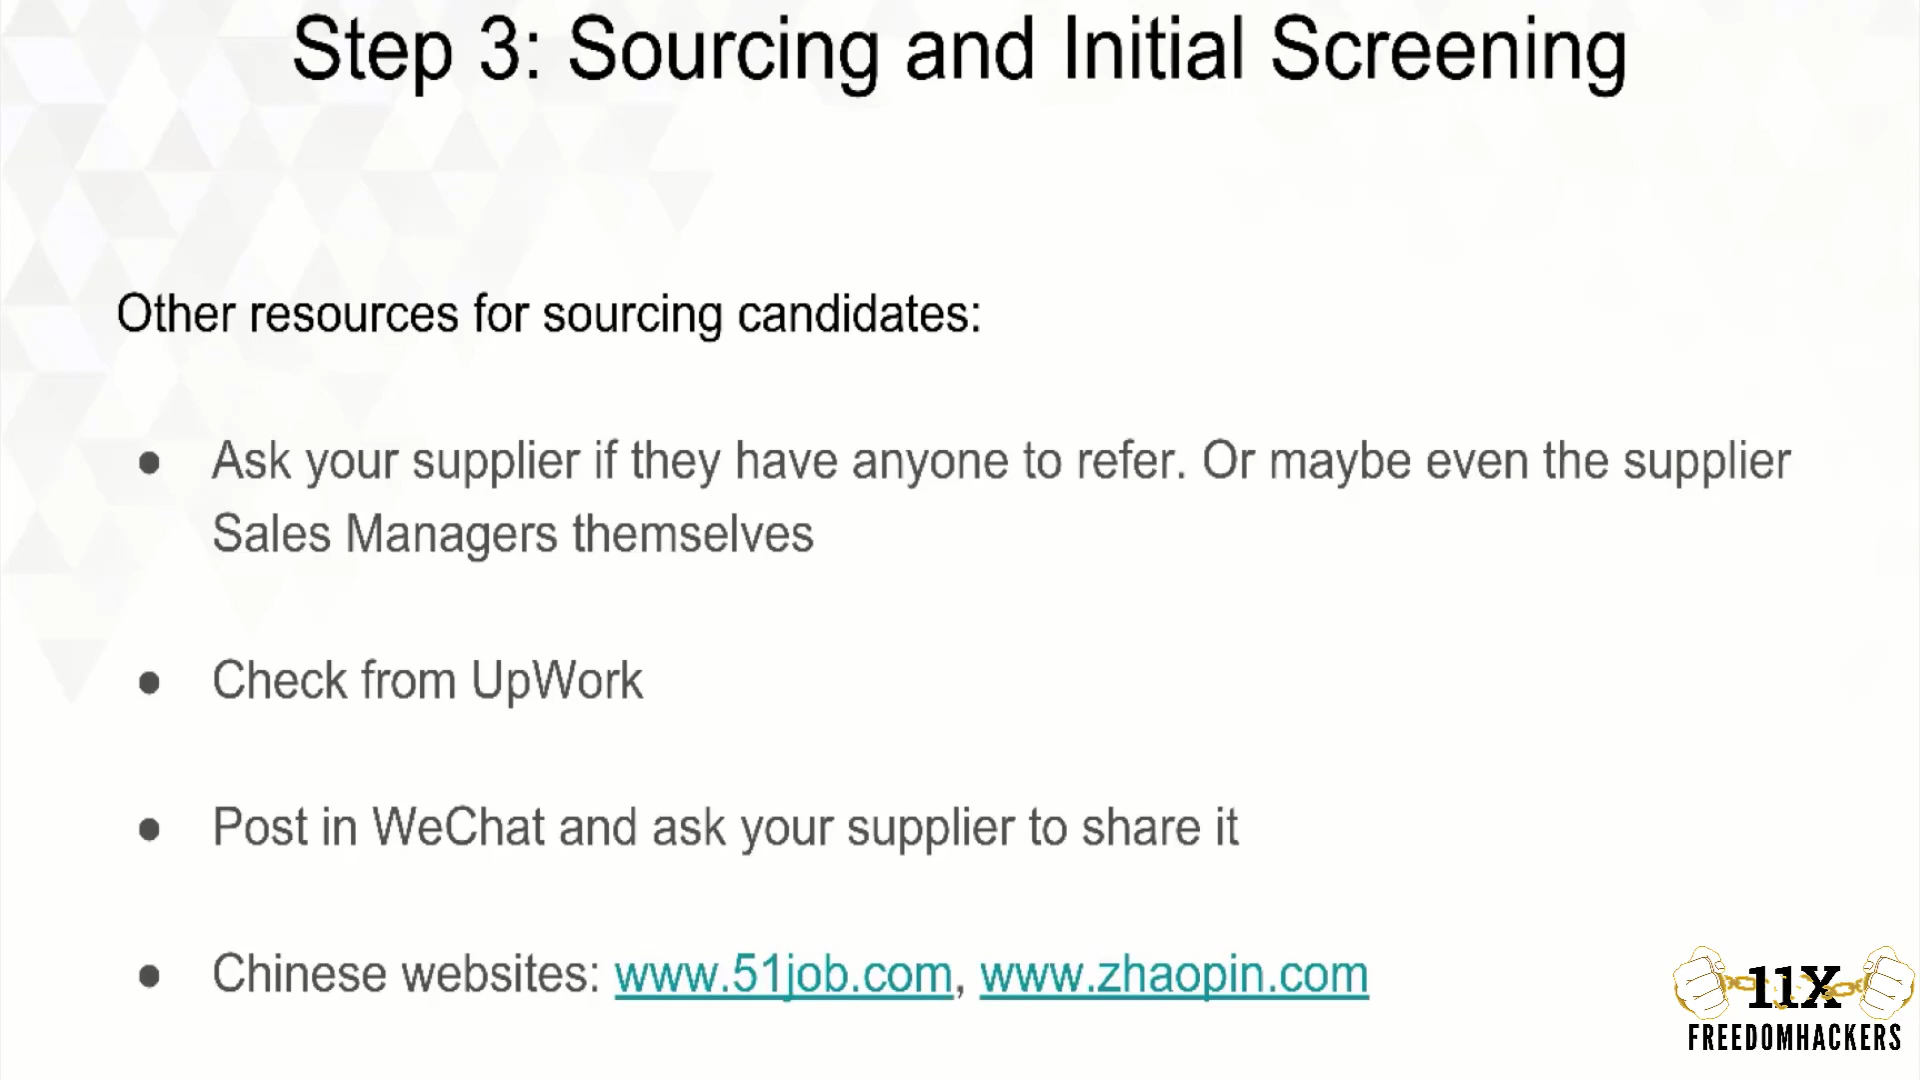 Step 3: Sourcing and Initial Screening
Other resources for sourcing candidates:
● Ask your supplier if they have anyone to refer. Or maybe even the supplier
Sales Managers themselves
● Check from UpWork
● Post in WeChat and ask your supplier to share it
● Chinese websites: www.51job.com, www.zhaopin.com
11X
FREEDOMHACKERS